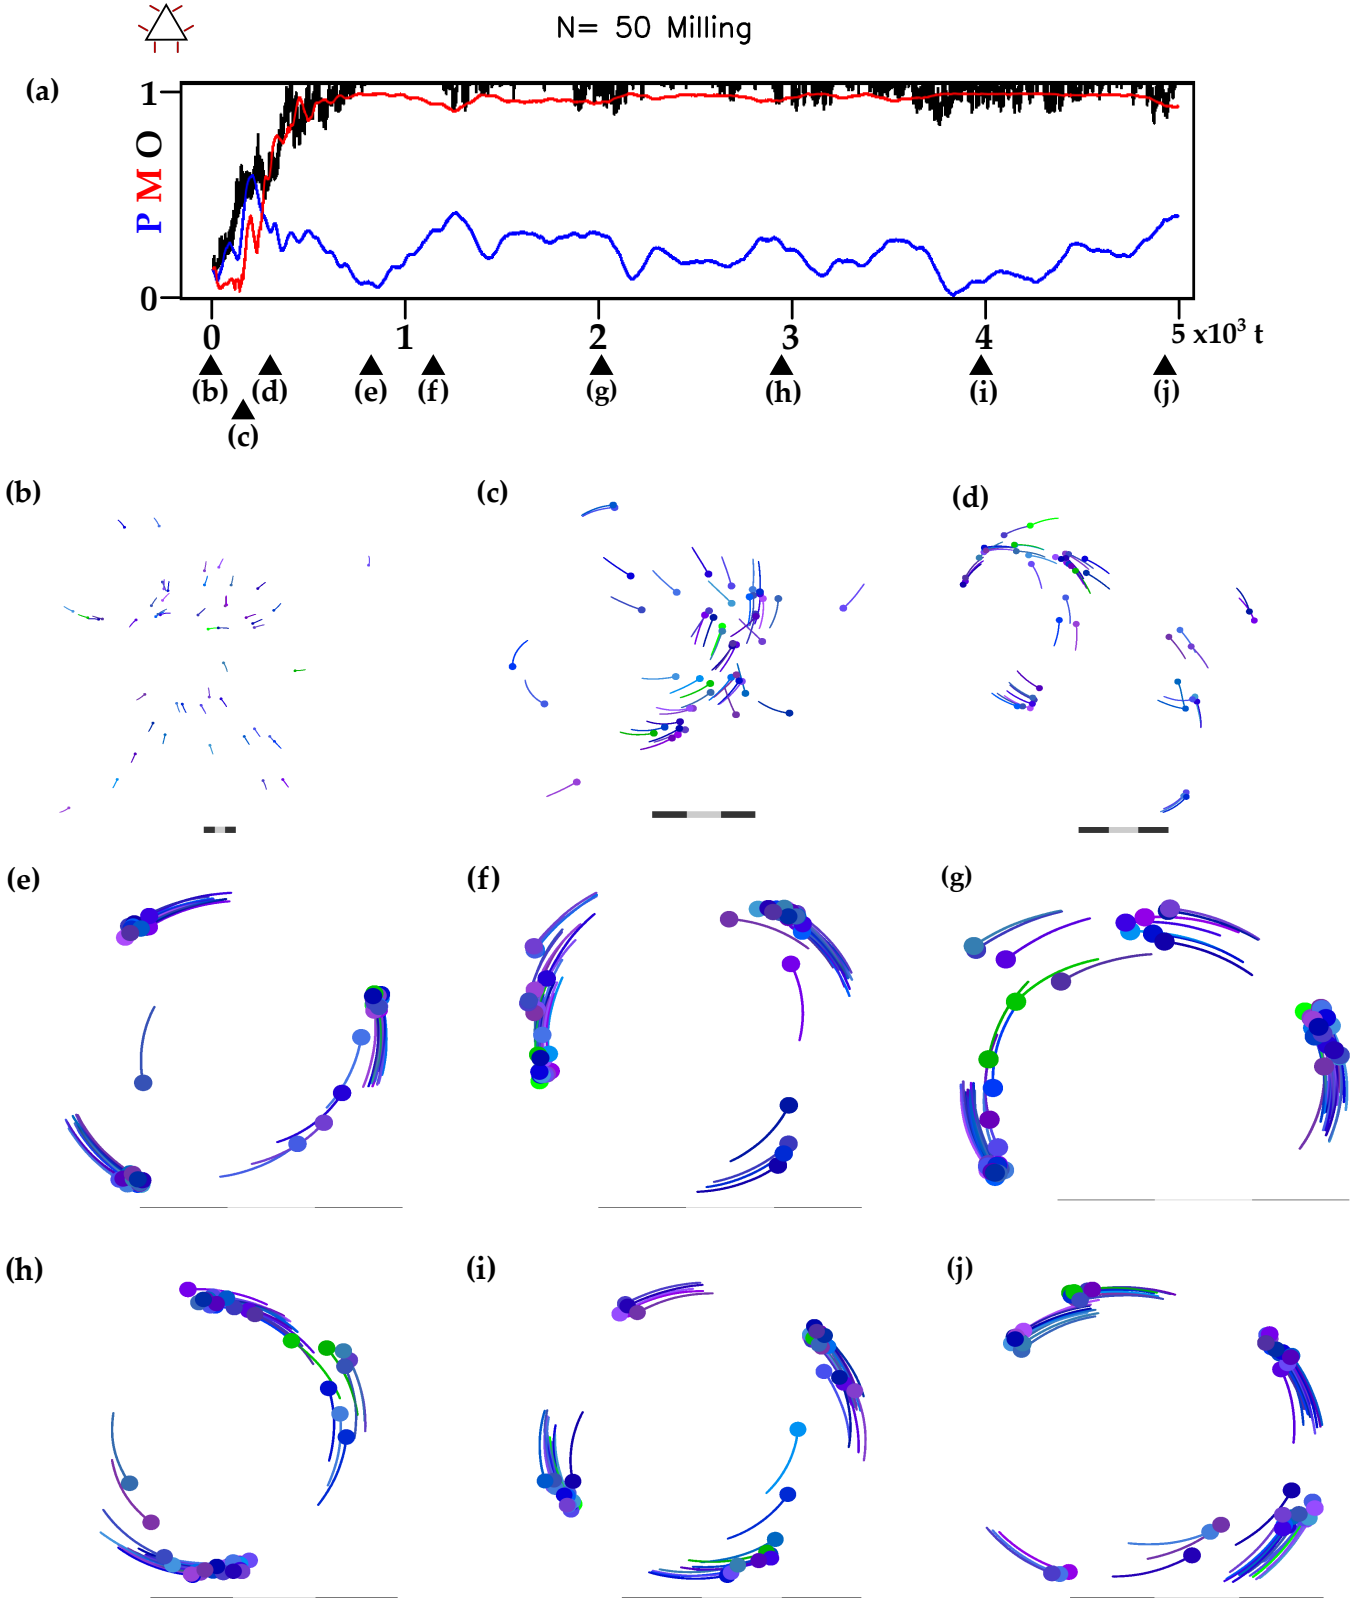 N= 50 Milling
(a)
1
P M O
0
0 1 2 3 4 5 x10³ t
(b) (d) (e) (f) (g) (h) (i) (j)
(c)
(b) (c) (d)
(e) (f) (g)
(h) (i) (j)